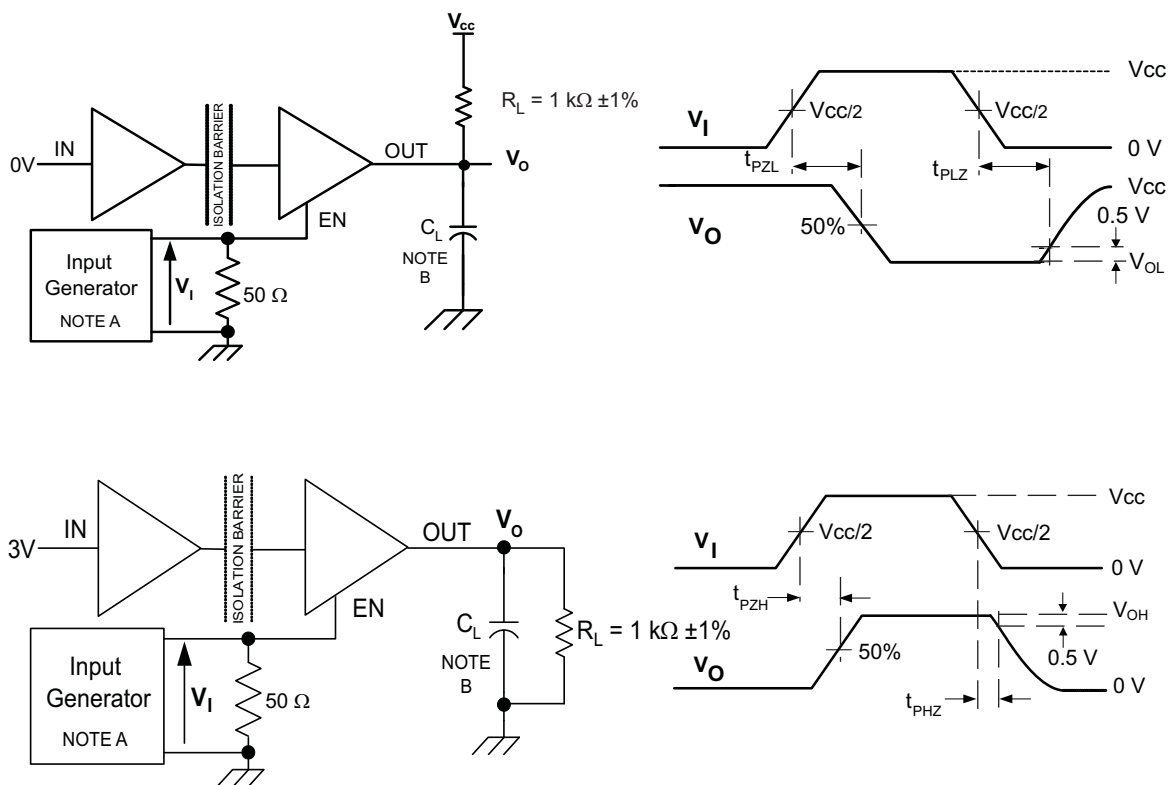 Vcc
R_L = 1 kΩ ±1%
0V
IN
ISOLATION BARRIER
OUT
V_O
EN
C_L
NOTE
B
Input
Generator
NOTE A
V_I
50 Ω
Vcc
V_I
Vcc/2
Vcc/2
0 V
t_PZL
t_PLZ
Vcc
V_O
50%
0.5 V
V_OL
3V
IN
ISOLATION BARRIER
OUT
V_O
EN
C_L
NOTE
B
R_L = 1 kΩ ±1%
Input
Generator
NOTE A
V_I
50 Ω
Vcc
V_I
Vcc/2
Vcc/2
0 V
t_PZH
V_OH
V_O
50%
0.5 V
t_PHZ
0 V